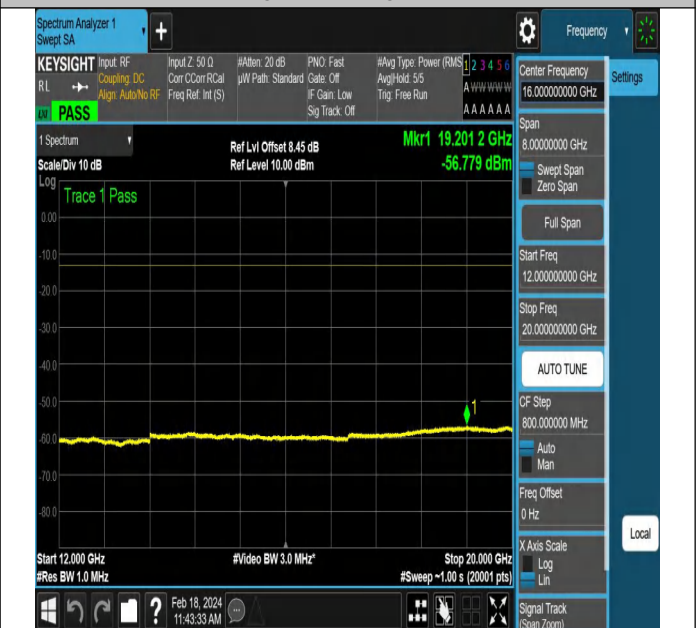 Spectrum Analyzer 1
Swept SA
+
Frequency
KEYSIGHT
RL
PASS
Input: RF
Coupling: DC
Align: Auto/No RF
Input Z: 50 Ω
Corr CCorr RCal
Freq Ref: Int (S)
#Atten: 20 dB
µW Path: Standard
PNO: Fast
Gate: Off
IF Gain: Low
Sig Track: Off
#Avg Type: Power (RMS
Avg|Hold: 5/5
Trig: Free Run
1 2 3 4 5 6
A W W W W W
A A A A A A
1 Spectrum
Scale/Div 10 dB
Ref Lvl Offset 8.45 dB
Ref Level 10.00 dBm
Mkr1 19.201 2 GHz
-56.779 dBm
Log
Trace 1 Pass
0.00
-10.0
-20.0
-30.0
-40.0
-50.0
-60.0
-70.0
-80.0
1
Start 12.000 GHz
#Res BW 1.0 MHz
#Video BW 3.0 MHz*
Stop 20.000 GHz
#Sweep ~1.00 s (20001 pts)
Feb 18, 2024
11:43:33 AM
?
Center Frequency
16.000000000 GHz
Settings
Span
8.00000000 GHz
Swept Span
Zero Span
Full Span
Start Freq
12.000000000 GHz
Stop Freq
20.000000000 GHz
AUTO TUNE
CF Step
800.000000 MHz
Auto
Man
Freq Offset
0 Hz
X Axis Scale
Log
Lin
Local
Signal Track
(Span Zoom)